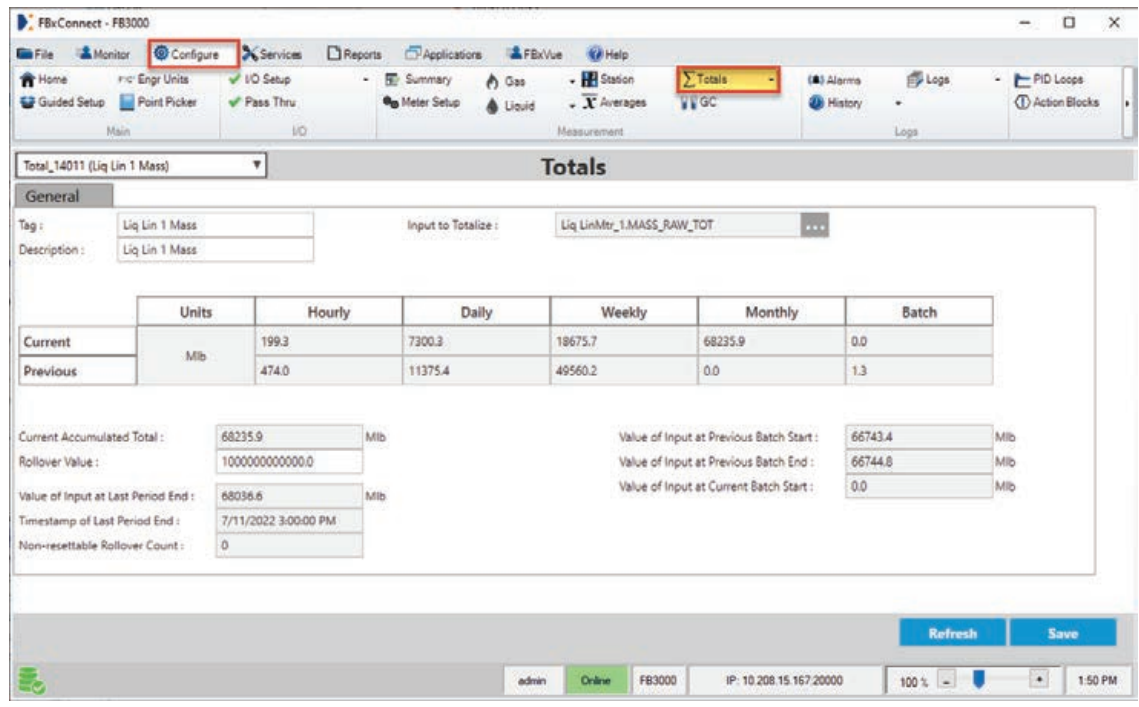 FBxConnect - FB3000
File Monitor Configure Services Reports Applications FBxVue Help
Home Engr Units I/O Setup Summary Gas Station Totals Alarms Logs PID Loops
Guided Setup Point Picker Pass Thru Meter Setup Liquid Averages GC History Action Blocks
Main I/O Measurement Logs
Total_14011 (Liq Lin 1 Mass) Totals
General
Tag : Liq Lin 1 Mass Input to Totalize : Liq LinMtr_1.MASS_RAW_TOT ...
Description : Liq Lin 1 Mass
Units Hourly Daily Weekly Monthly Batch
Current Mlb 199.3 7300.3 18675.7 68235.9 0.0
Previous 474.0 11375.4 49560.2 0.0 1.3
Current Accumulated Total : 68235.9 Mlb Value of Input at Previous Batch Start : 66743.4 Mlb
Rollover Value : 1000000000000.0 Value of Input at Previous Batch End : 66744.8 Mlb
Value of Input at Last Period End : 68036.6 Mlb Value of Input at Current Batch Start : 0.0 Mlb
Timestamp of Last Period End : 7/11/2022 3:00:00 PM
Non-resettable Rollover Count : 0
Refresh Save
admin Online FB3000 IP: 10.208.15.167.20000 100 % - + 1:50 PM